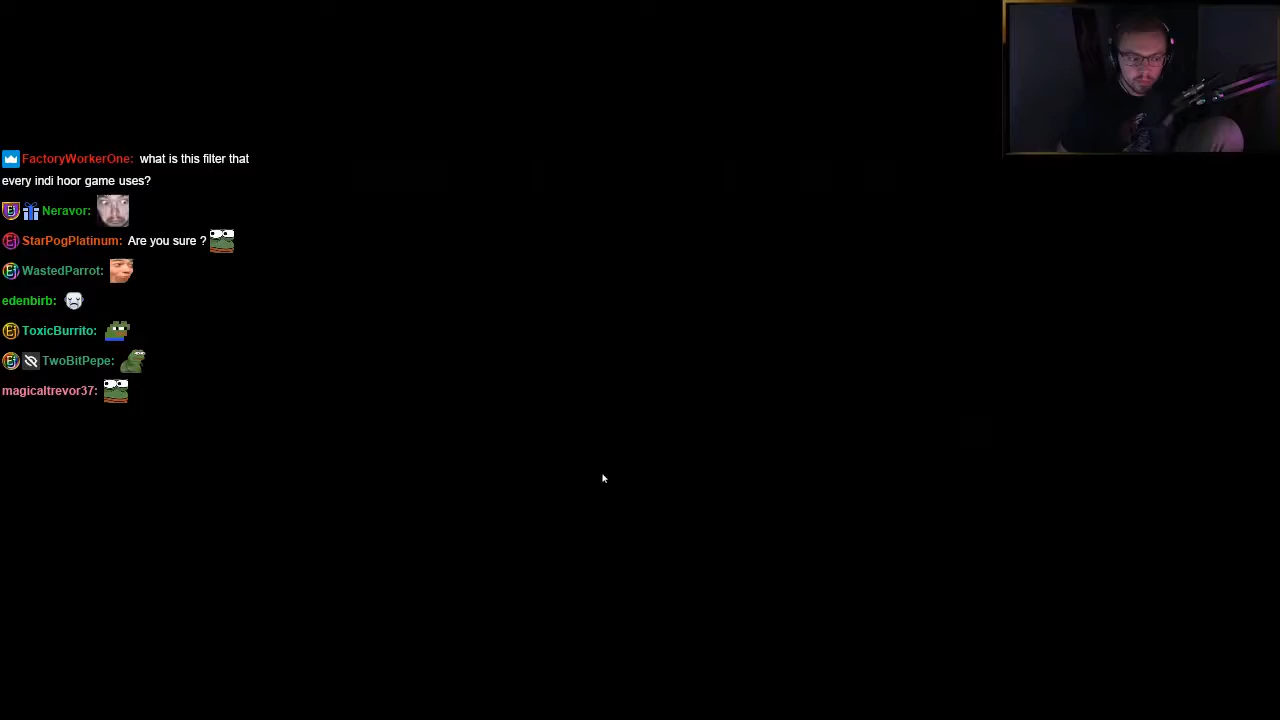 FactoryWorkerOne: what is this filter that
every indi hoor game uses?
Neravor:
StarPogPlatinum: Are you sure ?
WastedParrot:
edenbirb:
ToxicBurrito:
TwoBitPepe:
magicaltrevor37: